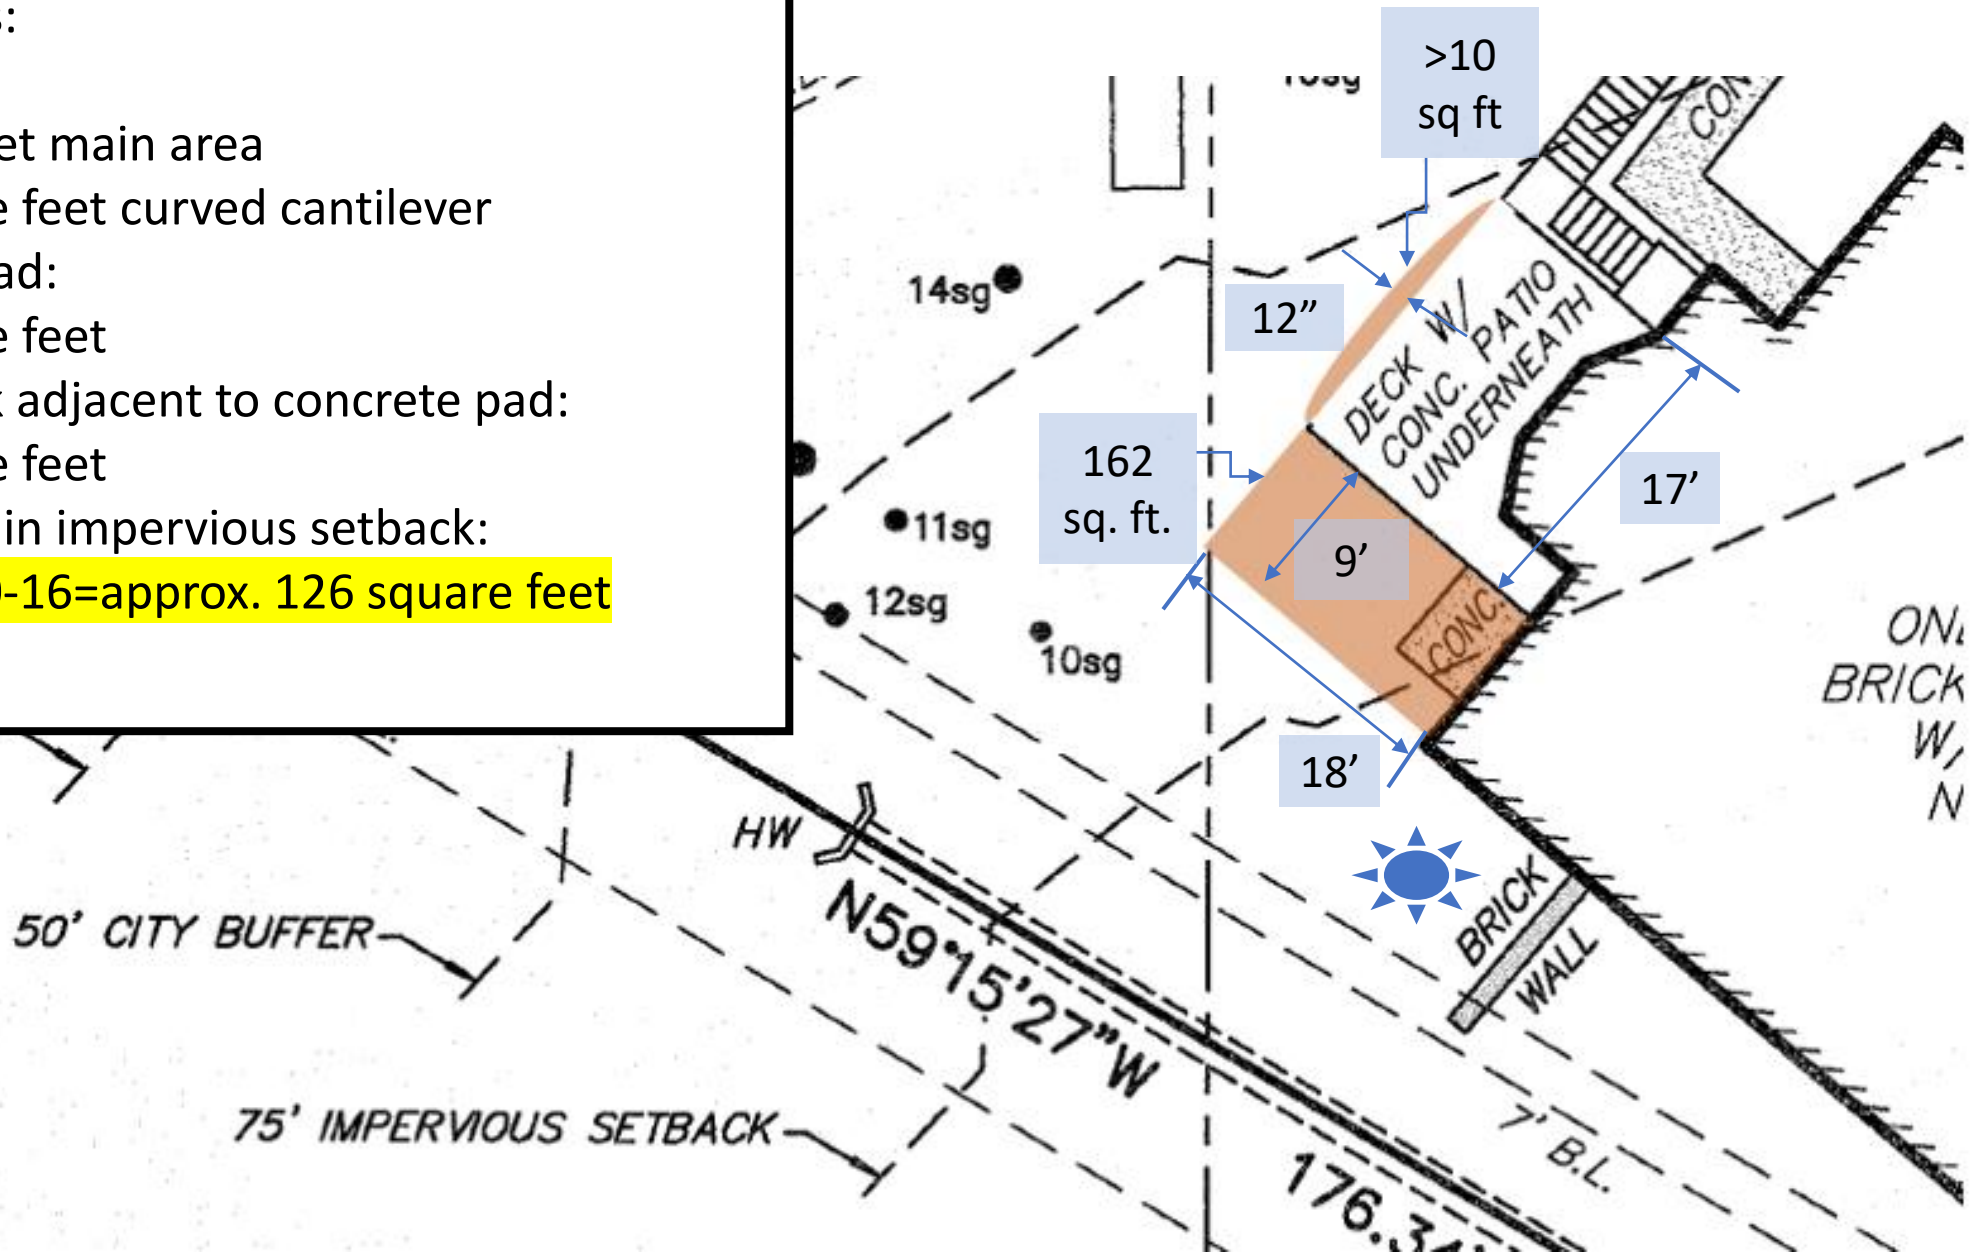 et main area
e feet curved cantilever
ad:
e feet
k adjacent to concrete pad:
e feet
in impervious setback:
-16=approx. 126 square feet
>10
sq ft
14sg
12”
DECK W/
CONC. PATIO
UNDERNEATH
162
sq. ft.
17’
11sg
9’
12sg
10sg
CONC.
BRICK
W/
N
18’
HW
BRICK
WALL
50’ CITY BUFFER
N59°15’27”W
75’ IMPERVIOUS SETBACK
7’ B.L.